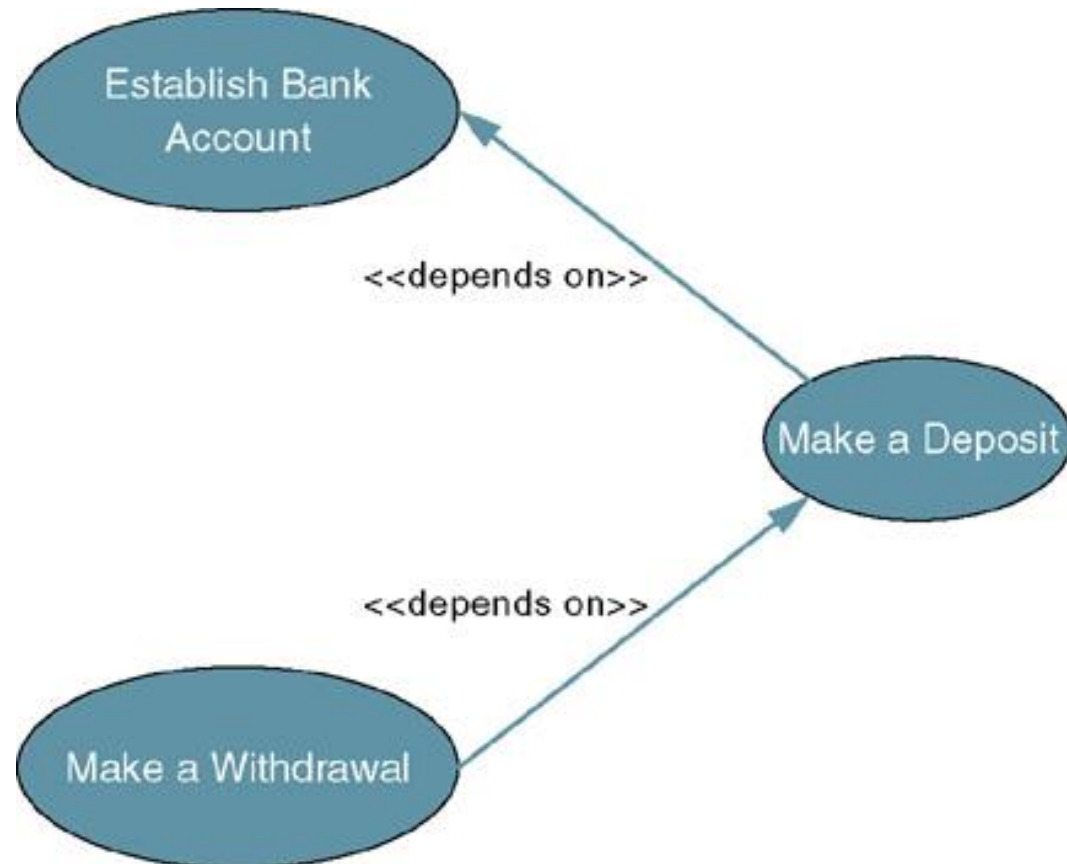 Establish Bank
Account
<<depends on>>
Make a Deposit
<<depends on>>
Make a Withdrawal